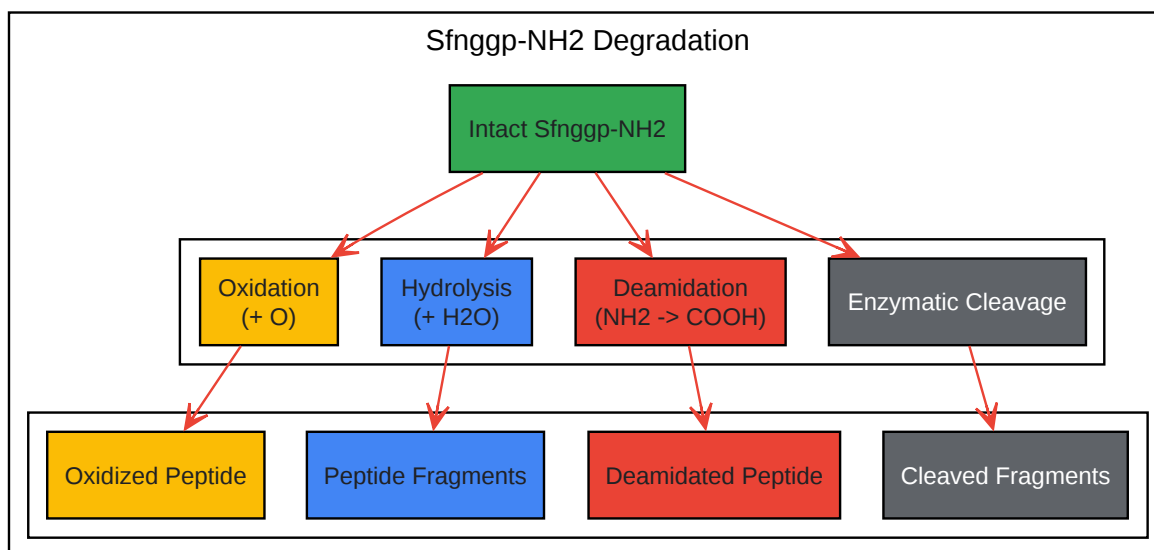 Sfnggp-NH2 Degradation
Intact Sfnggp-NH2
Oxidation
(+ O)
Hydrolysis
(+ H2O)
Deamidation
(NH2 -> COOH)
Enzymatic Cleavage
Oxidized Peptide
Peptide Fragments
Deamidated Peptide
Cleaved Fragments